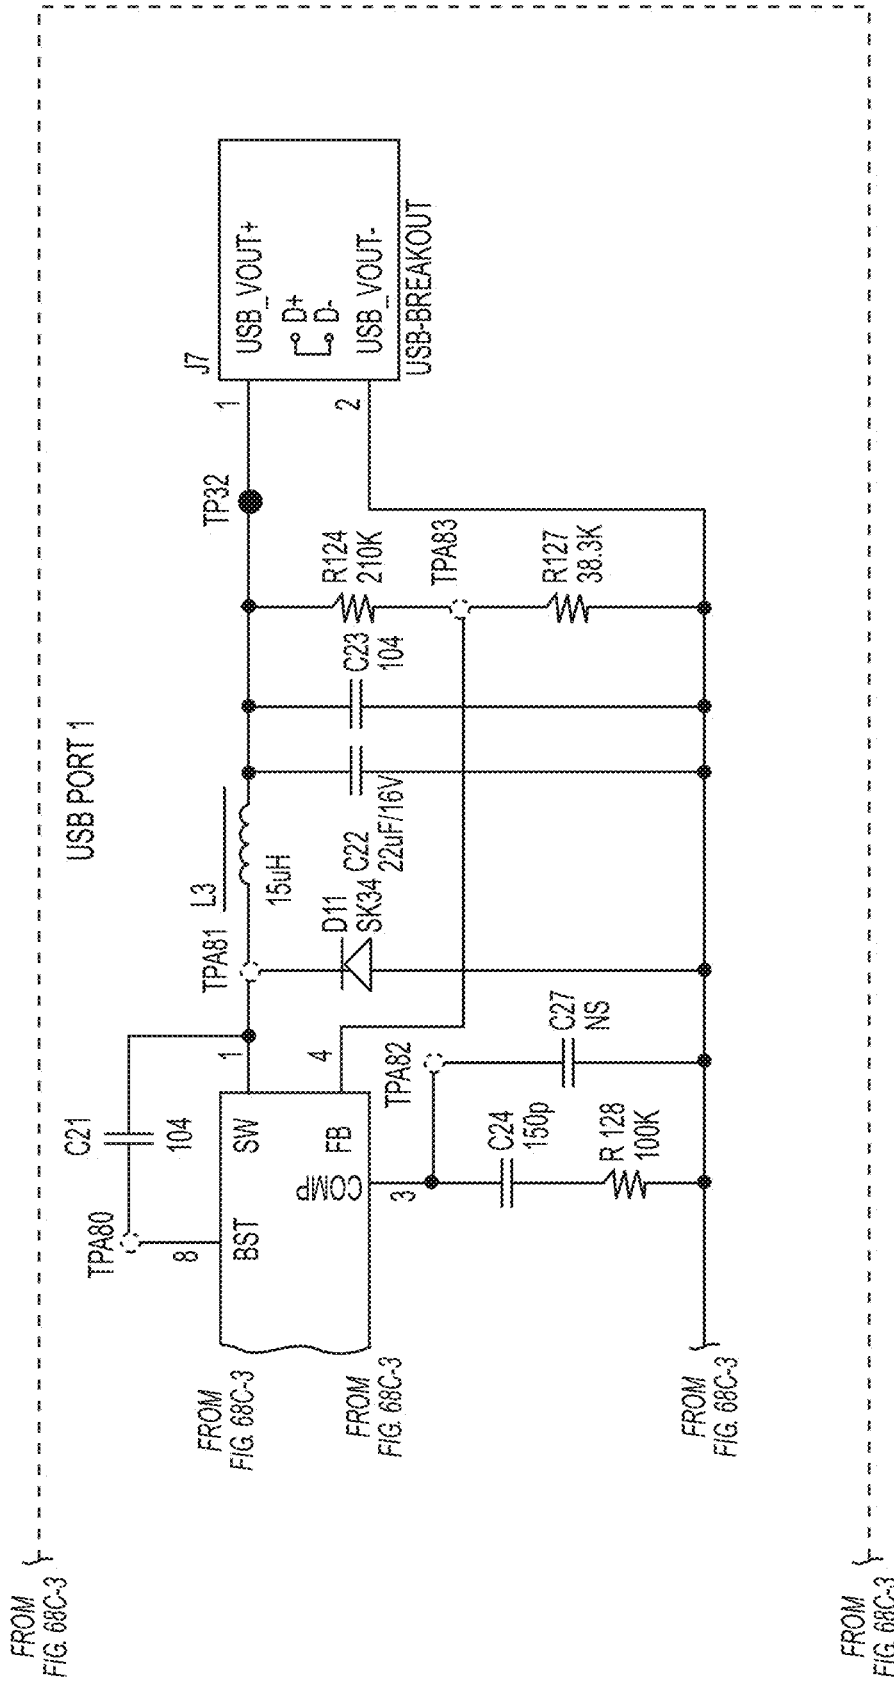 USB PORT 1
TPA80
C21
104
8
BST
SW
1
FB
4
COMP
3
TPA81
L3
15uH
TPA82
C24
150p
R 128
100K
C27
NS
D11
SK34
C22
22uF/16V
C23
104
R124
210K
TPA83
R127
38.3K
TP32
1
2
J7
USB_VOUT+
D+
D-
USB_VOUT-
USB-BREAKOUT
FROM
FIG. 68C-3
FROM
FIG. 68C-3
FROM
FIG. 68C-3
FROM
FIG. 68C-3
FROM
FIG. 68C-3